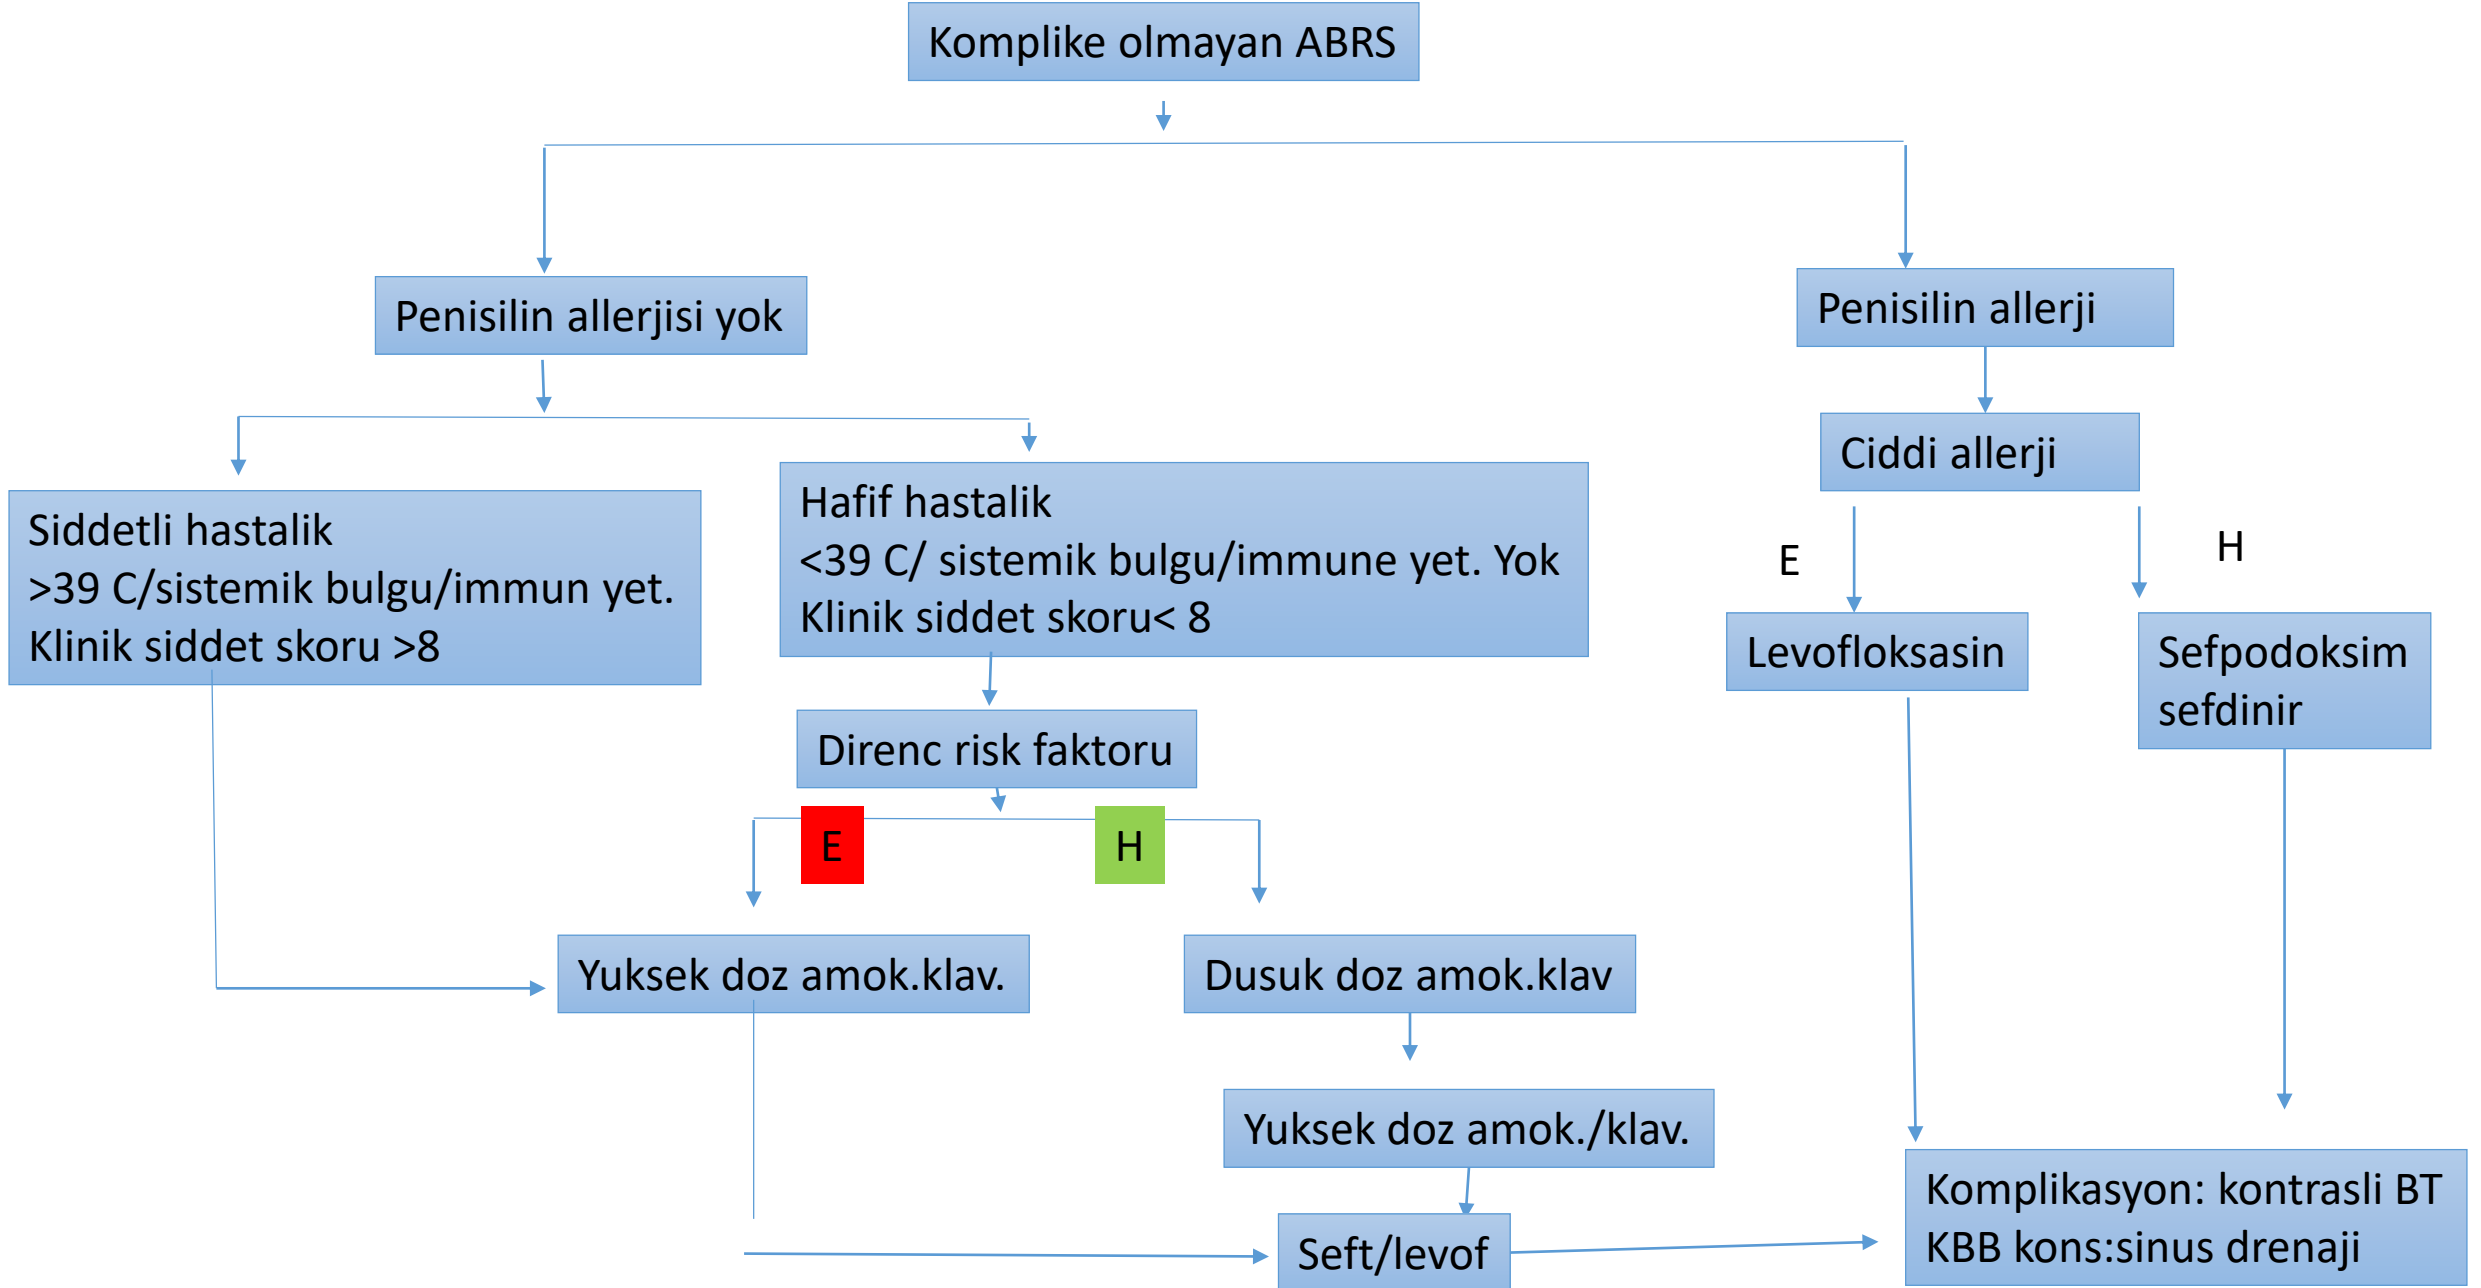 Komplike olmayan ABRS
Penisilin allerjisi yok
Penisilin allerji
Ciddi allerji
Siddetli hastalik
>39 C/sistemik bulgu/immun yet.
Klinik siddet skoru >8
Hafif hastalik
<39 C/ sistemik bulgu/immune yet. Yok
Klinik siddet skoru< 8
E
H
Levofloksasin
Sefpodoksim
sefdinir
Direnc risk faktoru
E
H
Yuksek doz amok.klav.
Dusuk doz amok.klav
Yuksek doz amok./klav.
Seft/levof
Komplikasyon: kontrasli BT
KBB kons:sinus drenaji